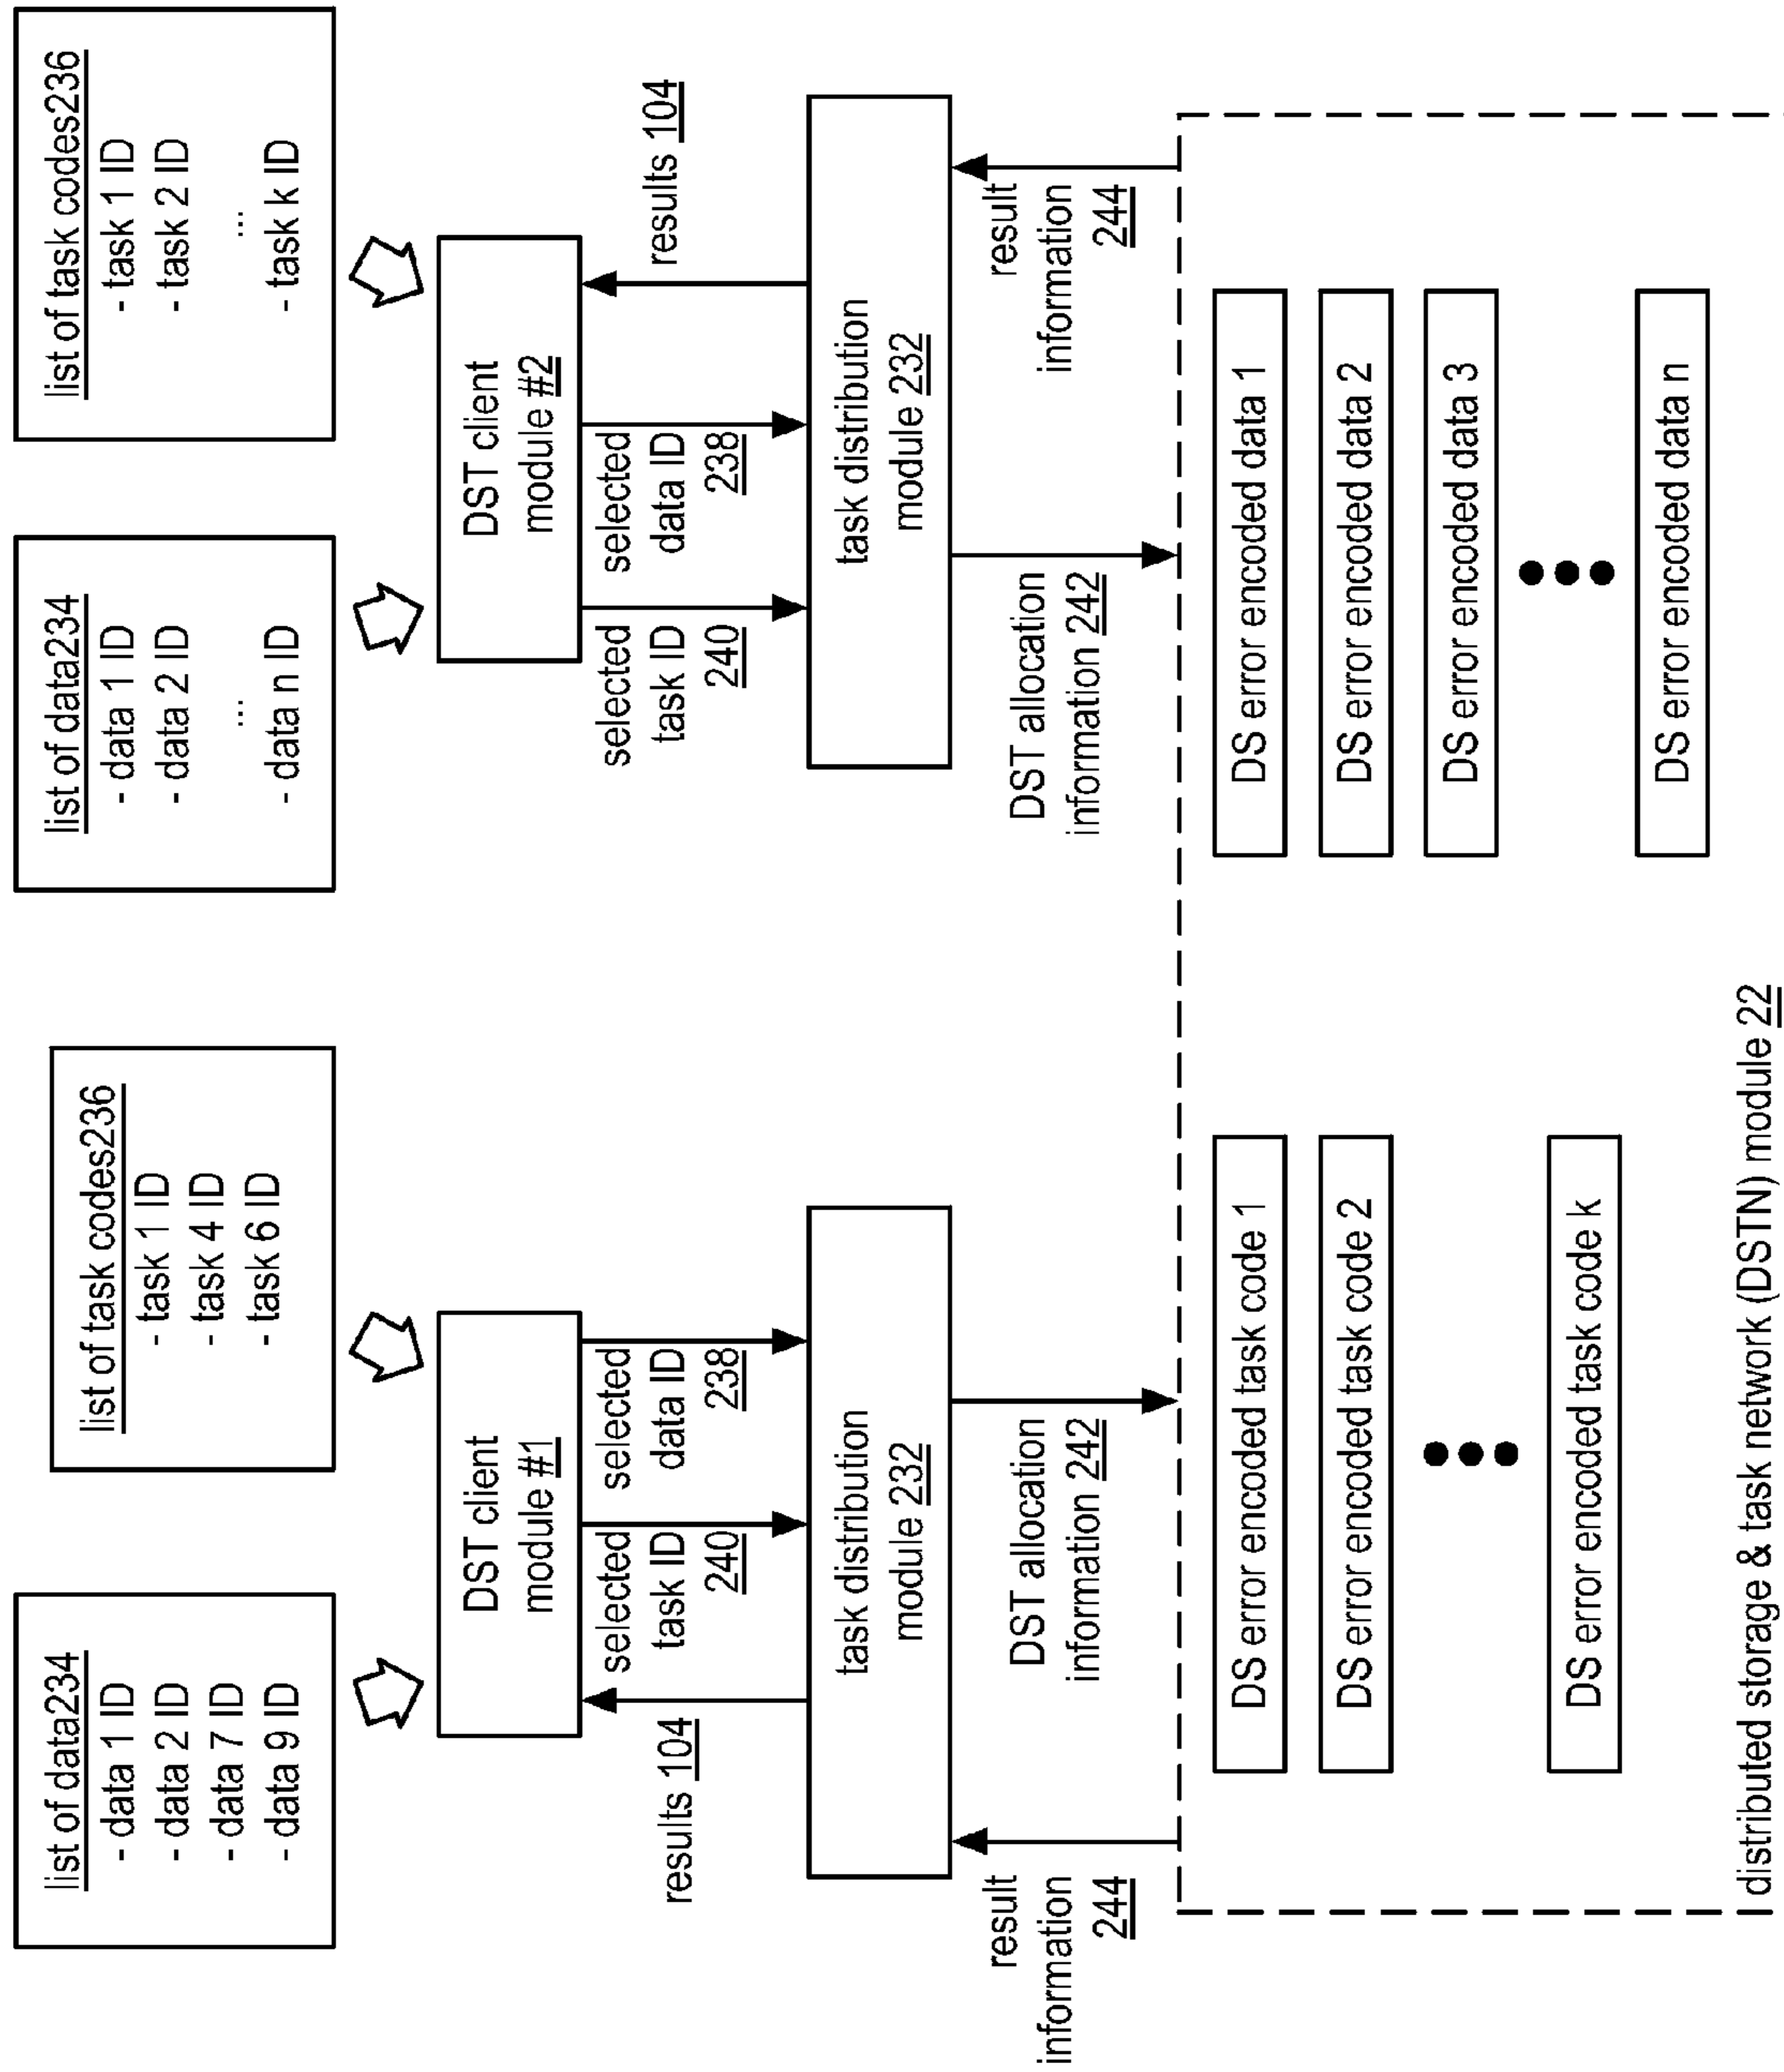 list of data234
- data 1 ID
- data 2 ID
- data 7 ID
- data 9 ID
list of task codes236
- task 1 ID
- task 4 ID
- task 6 ID
list of data234
- data 1 ID
- data 2 ID
...
- data n ID
list of task codes236
- task 1 ID
- task 2 ID
...
- task k ID
DST client
module #1
DST client
module #2
results 104
selected
task ID
240
selected
data ID
238
selected
task ID
240
selected
data ID
238
results 104
task distribution
module 232
task distribution
module 232
result
information
244
DST allocation
information 242
DST allocation
information 242
result
information
244
DS error encoded task code 1
DS error encoded task code 2
DS error encoded task code k
DS error encoded data 1
DS error encoded data 2
DS error encoded data 3
DS error encoded data n
distributed storage & task network (DSTN) module 22